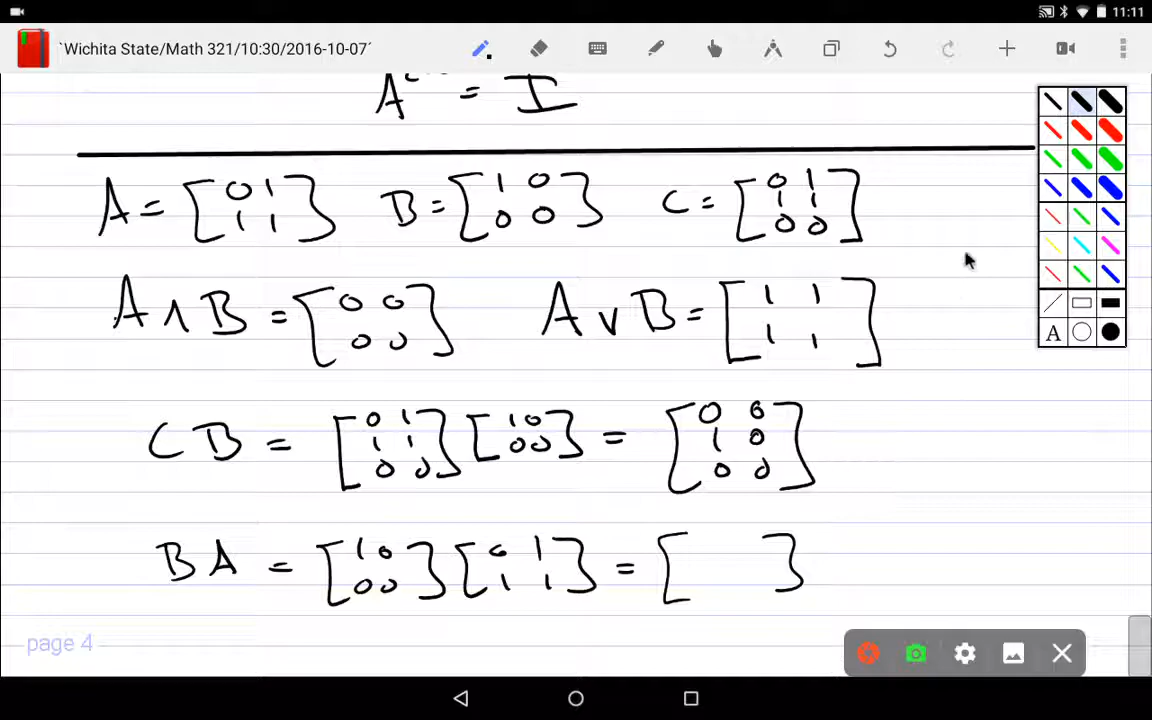 11:11
`Wichita State/Math 321/10:30/2016-10-07´
= I
A = [0 1; 1 1] B = [1 0; 0 0] C = [0 1; 1 1; 0 0]
A ∧ B = [0 0; 0 0] A ∨ B = [1 1; 1 1]
C B = [0 1; 1 1; 0 0] [1 0; 0 0] = [0 0; 1 0; 0 0]
B A = [1 0; 0 0] [0 1; 1 1] = [ ]
page 4
A